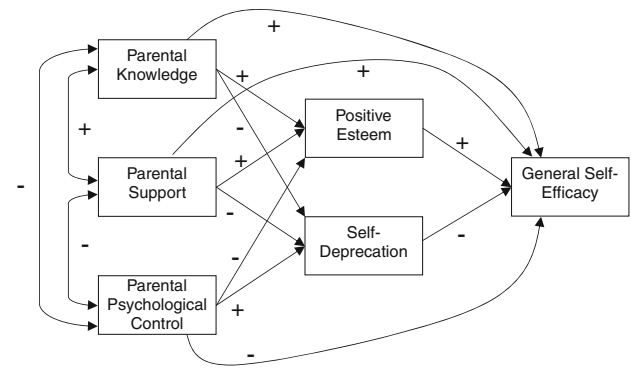 +
Parental
Knowledge
+
+
-
Positive
Esteem
+
+
+
-
Parental
Support
-
General Self-
Efficacy
-
-
Self-
Deprecation
-
-
Parental
Psychological
Control
+
-